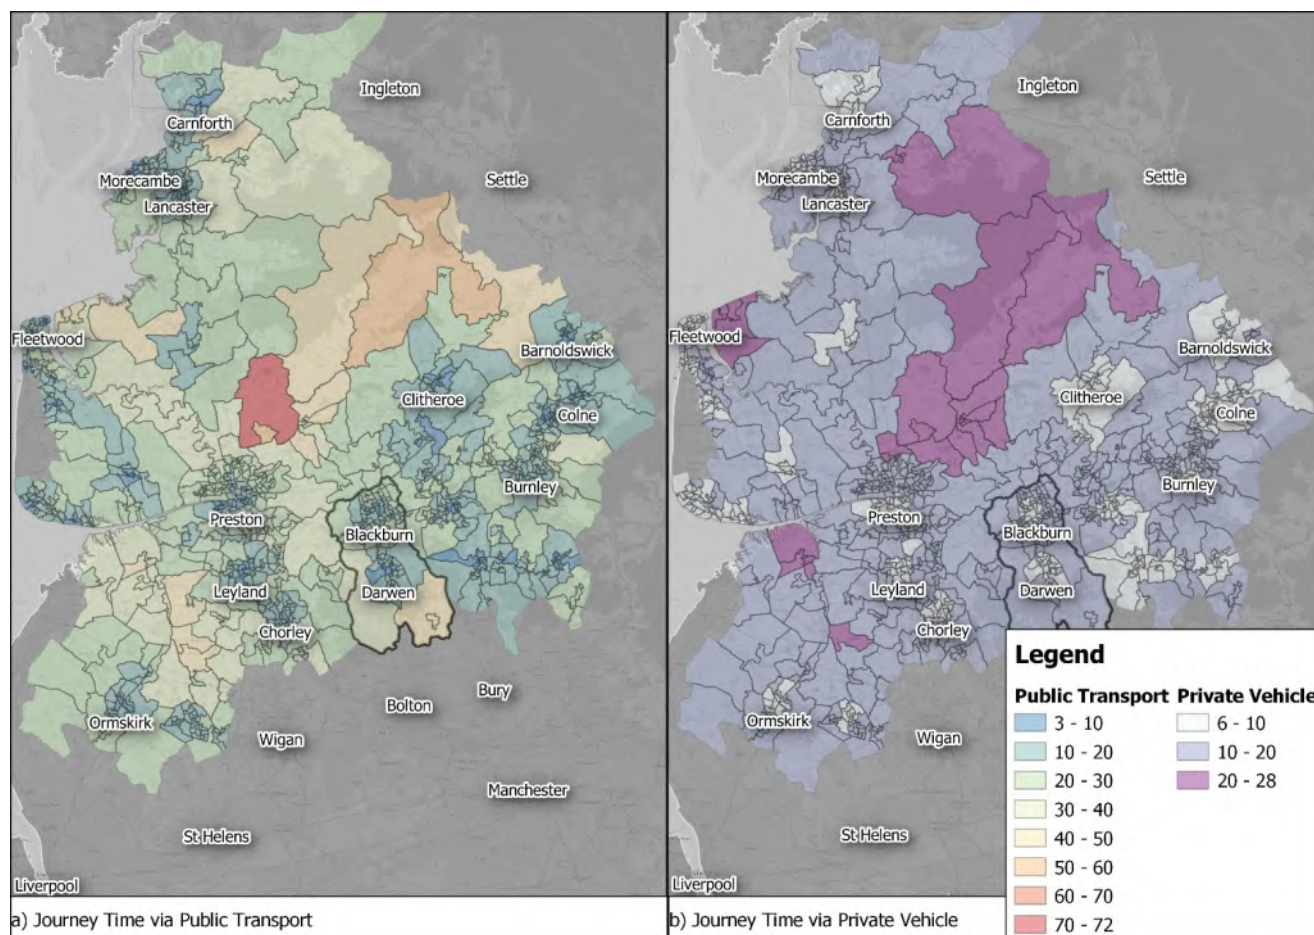 Ingleton
Carnforth
Settle
Morecambe
Lancaster
Fleetwood
Barnoldswick
Clitheroe
Colne
Burnley
Preston
Blackburn
Leyland
Darwen
Chorley
Ormskirk
Bolton
Bury
Wigan
Manchester
St Helens
Liverpool
a) Journey Time via Public Transport
Ingleton
Carnforth
Settle
Morecambe
Lancaster
Fleetwood
Barnoldswick
Clitheroe
Colne
Burnley
Preston
Blackburn
Leyland
Darwen
Chorley
Ormskirk
Wigan
St Helens
Liverpool
b) Journey Time via Private Vehicle
Legend
Public Transport Private Vehicle
3 - 10 6 - 10
10 - 20 10 - 20
20 - 30 20 - 28
30 - 40
40 - 50
50 - 60
60 - 70
70 - 72